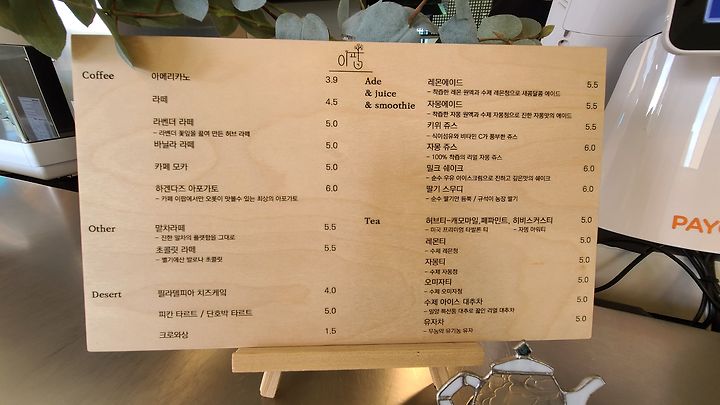 이팡
Coffee
아메리카노 3.9
라떼 4.5
라벤더 라떼 5.0
- 라벤더 꽃잎을 끓여 만든 허브 라떼
바닐라 라떼 5.0
카페 모카 5.0
하겐다즈 아포가토 6.0
- 카페 이팡에서만 오롯이 맛볼수 있는 최상의 아포가토
Other
말차라떼 5.5
- 진한 말차의 플랫함을 그대로
초콜릿 라떼 5.5
- 벨기에산 발로나 초콜릿
Desert
필라델피아 치즈케잌 4.0
피칸 타르트 / 단호박 타르트 5.0
크로와상 1.5
Ade
& juice
& smoothie
레몬에이드 5.5
- 착즙한 레몬 원액과 수제 레몬청으로 새콤달콤 에이드
자몽에이드 5.5
- 착즙한 자몽 원액과 수제 자몽청으로 진한 자몽맛의 에이드
키위 쥬스 5.5
- 식이섬유와 비타민 C가 풍부한 쥬스
자몽 쥬스 6.0
- 100% 착즙의 리얼 자몽 쥬스
밀크 쉐이크 6.0
- 순수 우유 아이스크림으로 진하고 깊은맛의 쉐이크
딸기 스무디 6.0
- 순수 딸기만 듬뿍 / 규석이 농장 딸기
Tea
허브티-캐모마일,페파민트, 히비스커스티 5.0
- 미국 프리미엄 타발론 티 - 자뎀 아워티
레몬티 5.0
- 수제 레몬청
자몽티 5.0
- 수제 자몽청
오미자티 5.0
- 수제 오미자청
수제 아이스 대추차 5.0
- 밀양 특산품 대추로 끓인 리얼 대추차
유자차 5.0
- 무농약 유기농 유자
PAYC